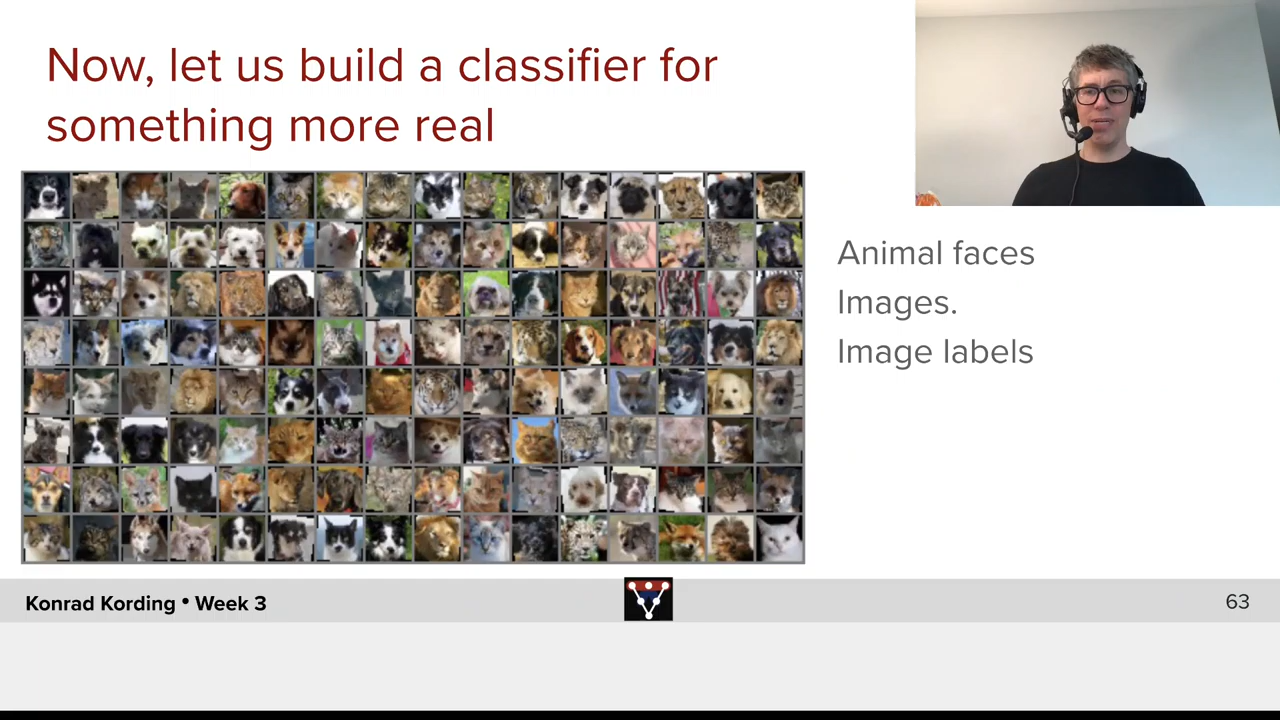 Now, let us build a classifier for
something more real
Animal faces
Images.
Image labels
Konrad Kording • Week 3
63